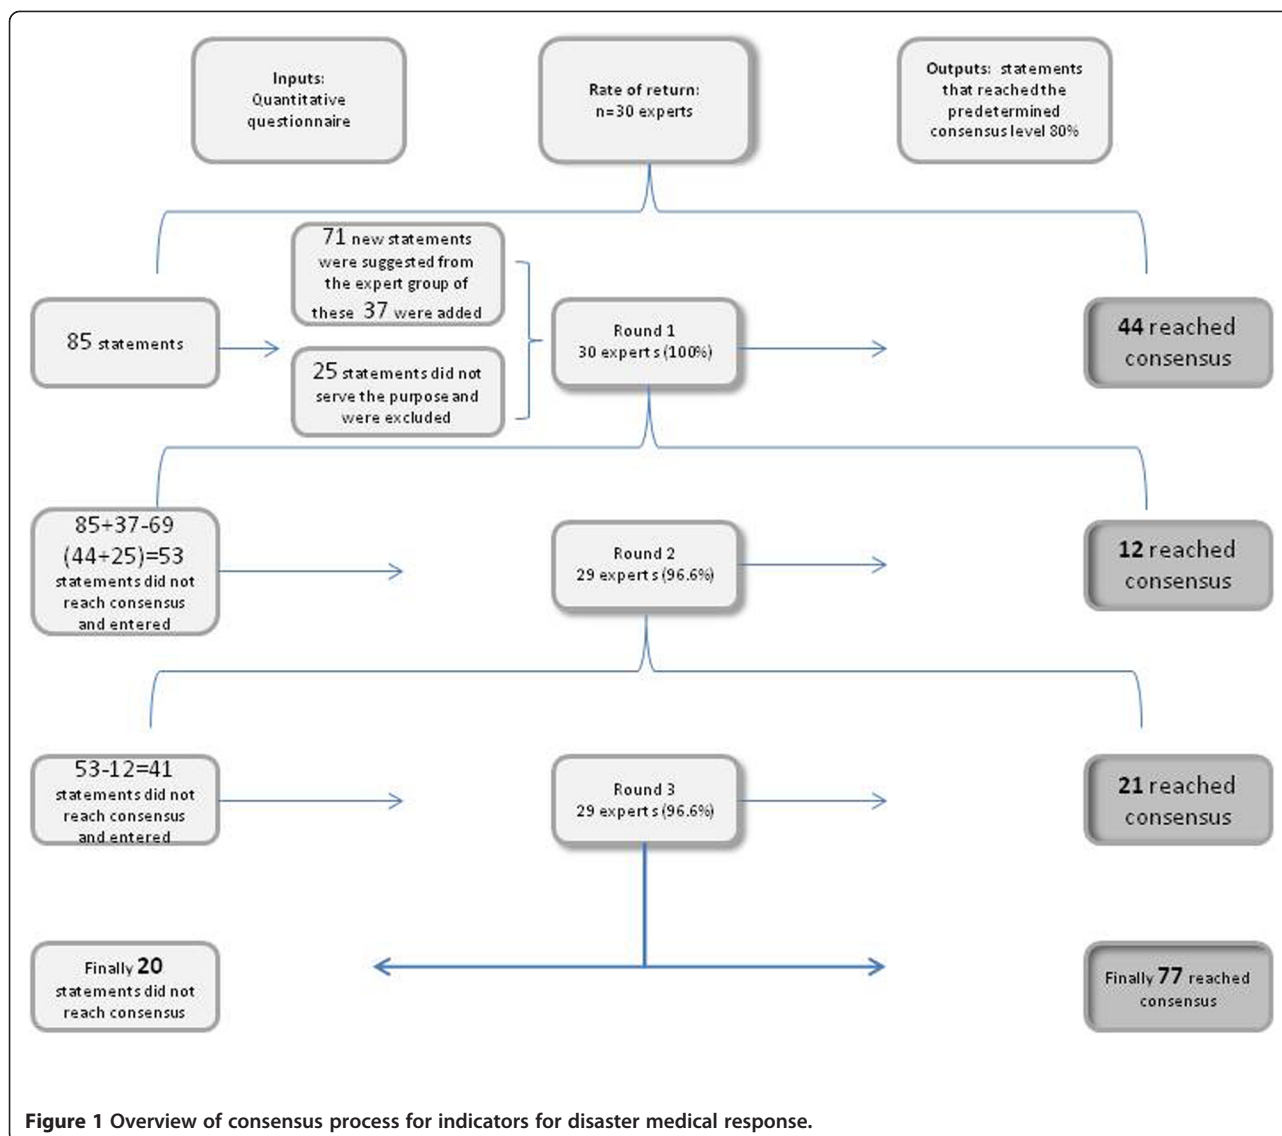 Inputs:
Quantitative
questionnaire
Rate of return:
n=30 experts
Outputs: statements
that reached the
predetermined
consensus level 80%
71 new statements
were suggested from
the expert group of
these 37 were added
85 statements
25 statements did not
serve the purpose and
were excluded
Round 1
30 experts (100%)
44 reached
consensus
85+37-69
(44+25)=53
statements did not
reach consensus
and entered
Round 2
29 experts (96.6%)
12 reached
consensus
53-12=41
statements did not
reach consensus
and entered
Round 3
29 experts (96.6%)
21 reached
consensus
Finally 20
statements did not
reach consensus
Finally 77 reached
consensus
Figure 1 Overview of consensus process for indicators for disaster medical response.